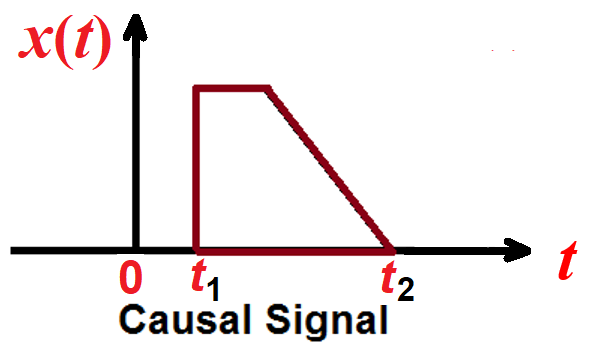 x(t)
0 t₁ t₂ t
Causal Signal